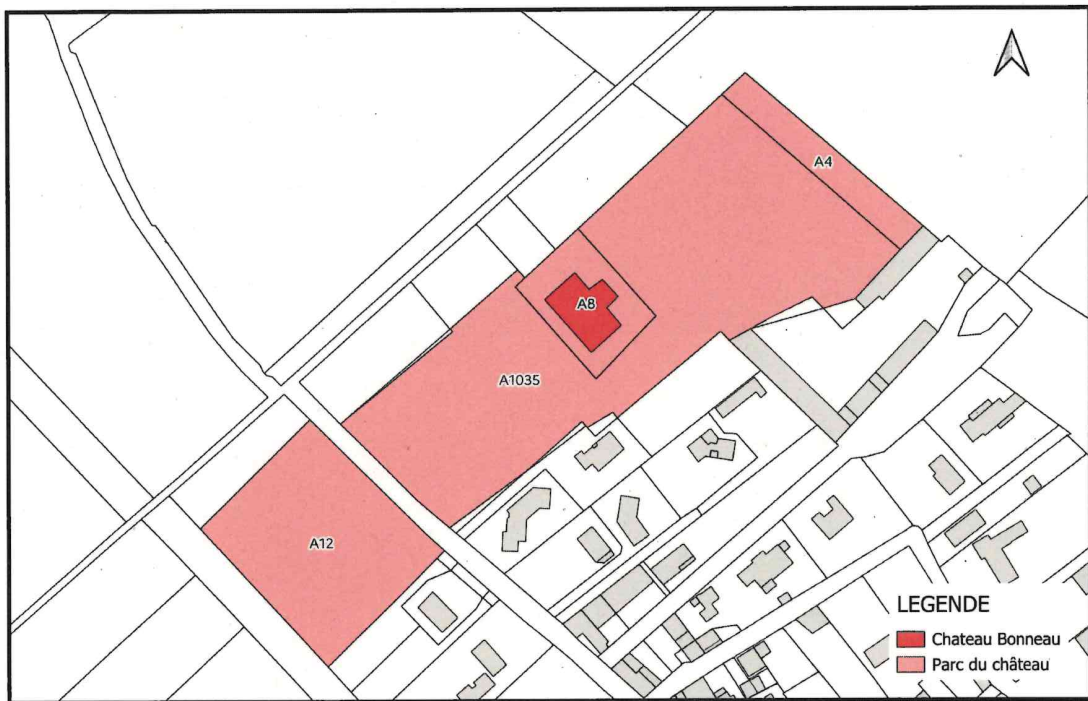 A4
A8
A1035
A12
LEGENDE
Chateau Bonneau
Parc du château